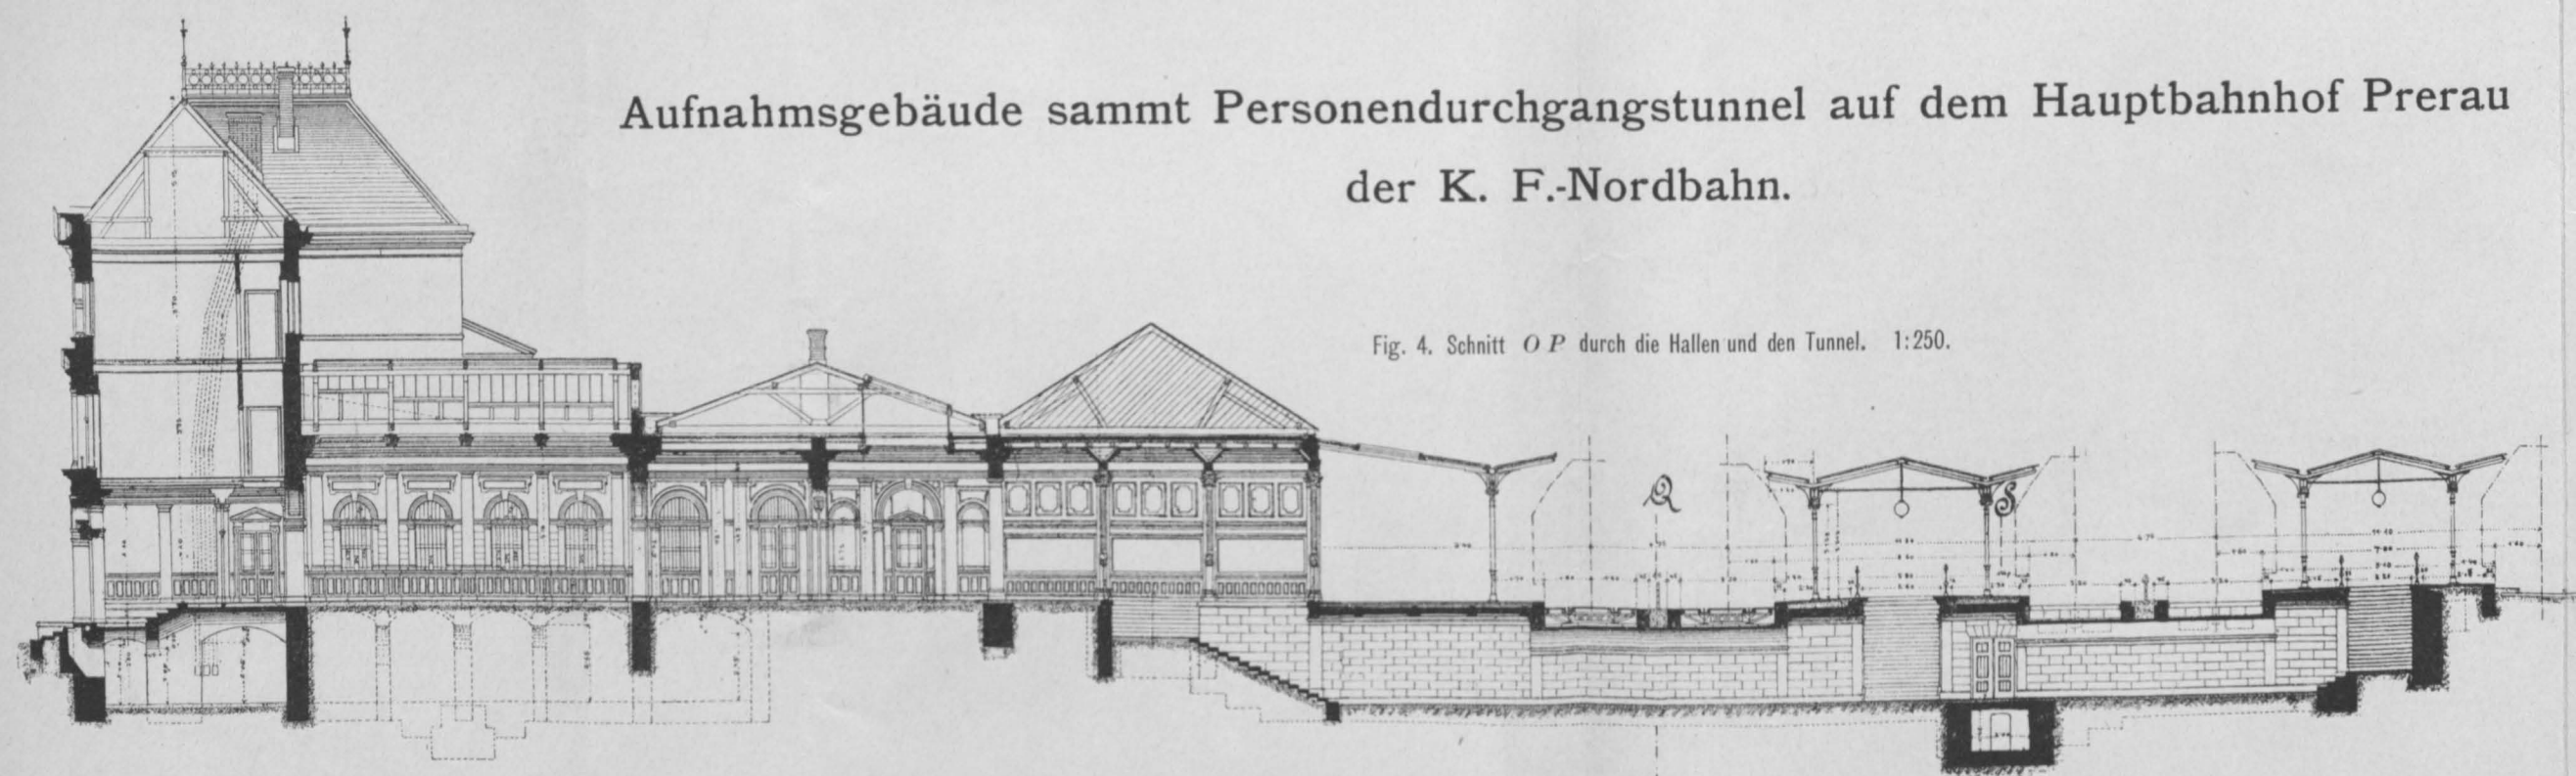 Aufnahmsgebäude sammt Personendurchgangstunnel auf dem Hauptbahnhof Prerau
der K. F.-Nordbahn.
Fig. 4. Schnitt O P durch die Hallen und den Tunnel. 1:250.
Q
S